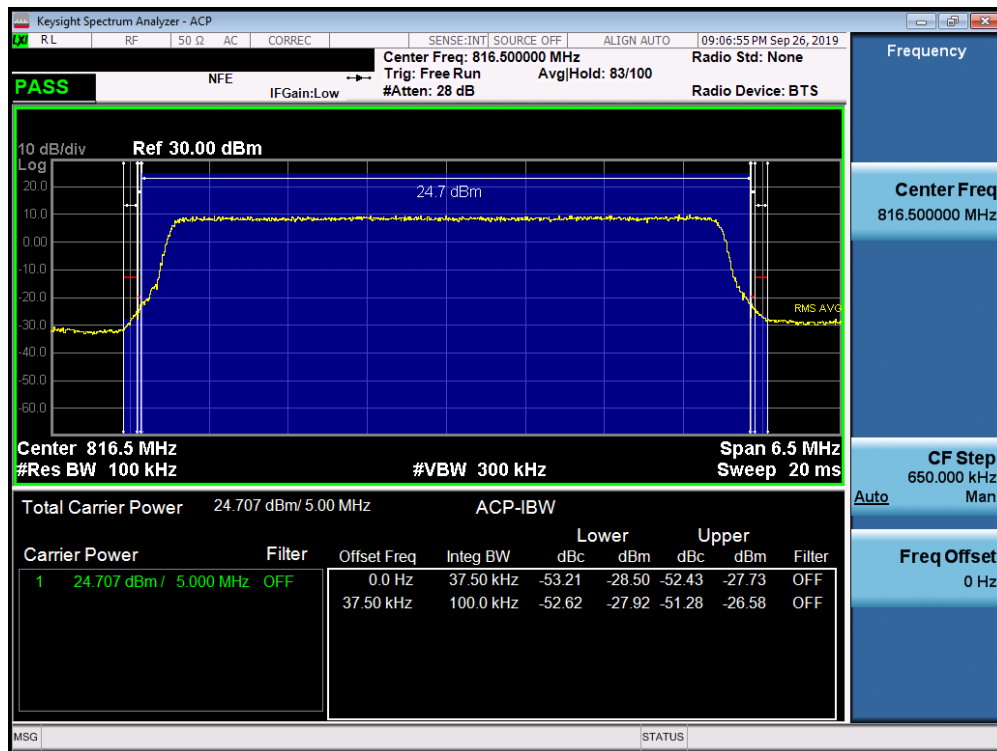 Keysight Spectrum Analyzer - ACP
LXI RL RF 50 Ω AC CORREC SENSE:INT SOURCE OFF ALIGN AUTO 09:06:55 PM Sep 26, 2019
Center Freq: 816.500000 MHz Radio Std: None
PASS NFE Trig: Free Run Avg|Hold: 83/100
IFGain:Low #Atten: 28 dB Radio Device: BTS
10 dB/div Ref 30.00 dBm
Log
24.7 dBm
20.0
10.0
0.00
-10.0
-20.0
RMS AVG
-30.0
-40.0
-50.0
-60.0
Center 816.5 MHz Span 6.5 MHz
#Res BW 100 kHz #VBW 300 kHz Sweep 20 ms
Total Carrier Power 24.707 dBm/ 5.00 MHz ACP-IBW
Lower Upper
Carrier Power Filter Offset Freq Integ BW dBc dBm dBc dBm Filter
1 24.707 dBm / 5.000 MHz OFF 0.0 Hz 37.50 kHz -53.21 -28.50 -52.43 -27.73 OFF
37.50 kHz 100.0 kHz -52.62 -27.92 -51.28 -26.58 OFF
MSG STATUS
Frequency
Center Freq
816.500000 MHz
CF Step
650.000 kHz
Auto Man
Freq Offset
0 Hz